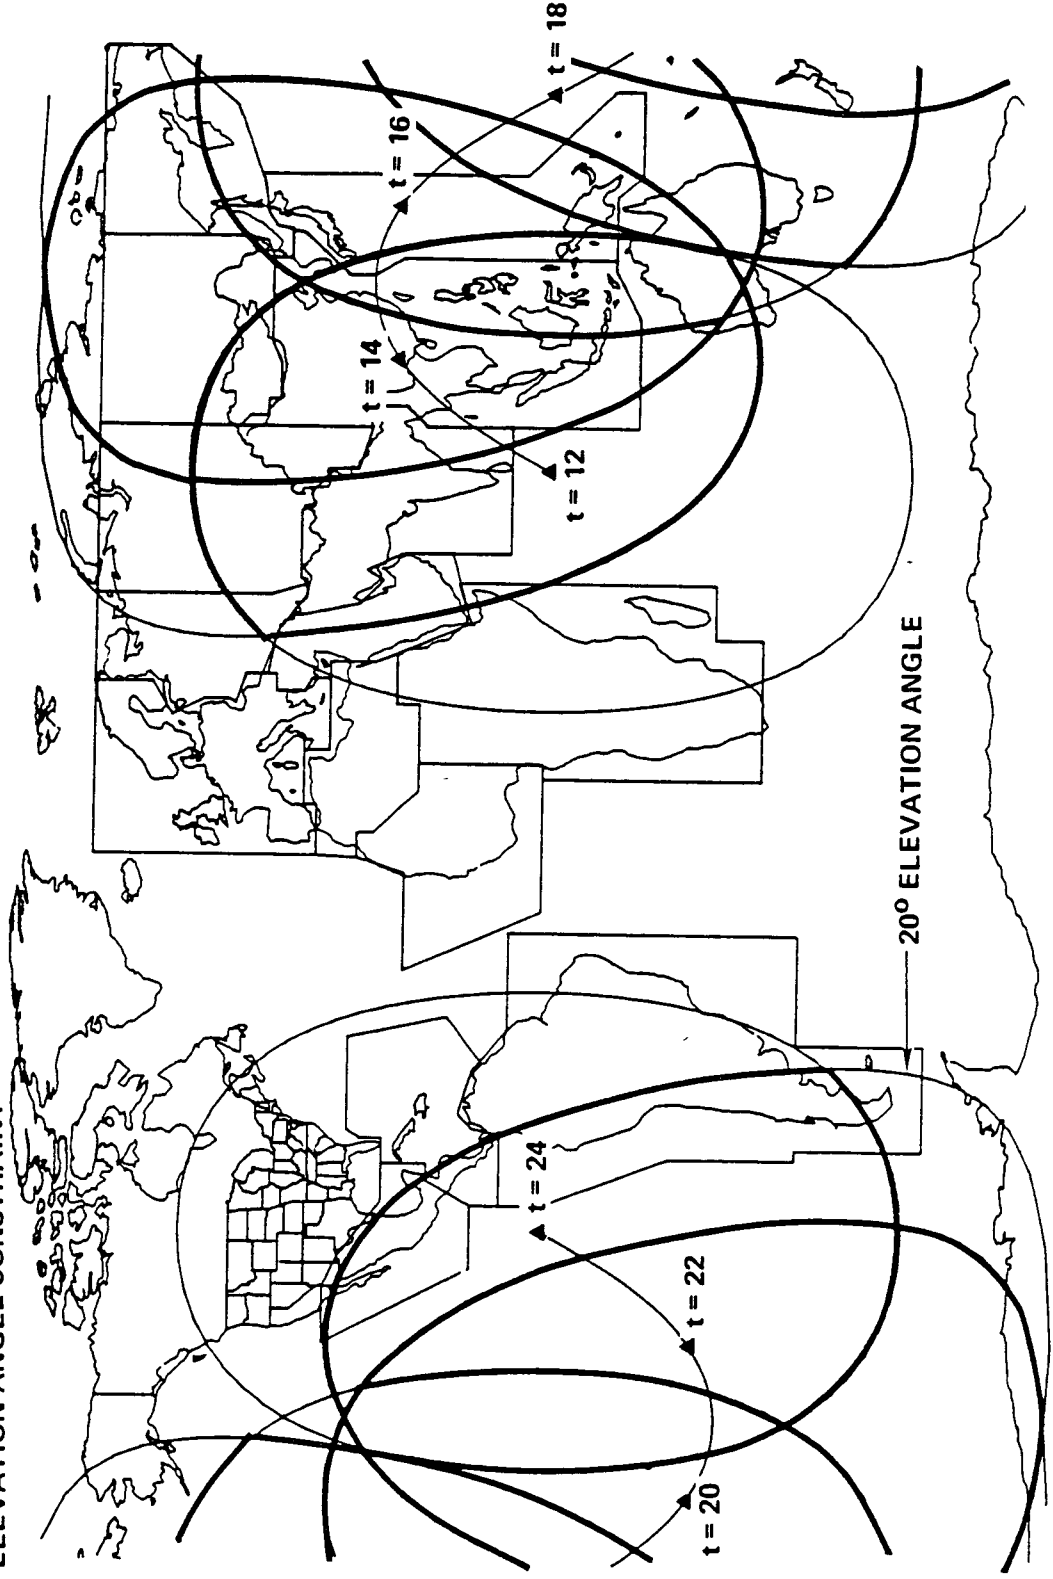 ELEVATION ANGLE CONSTRAINT
t = 24
t = 22
t = 20
20° ELEVATION ANGLE
t = 12
t = 14
t = 16
t = 18